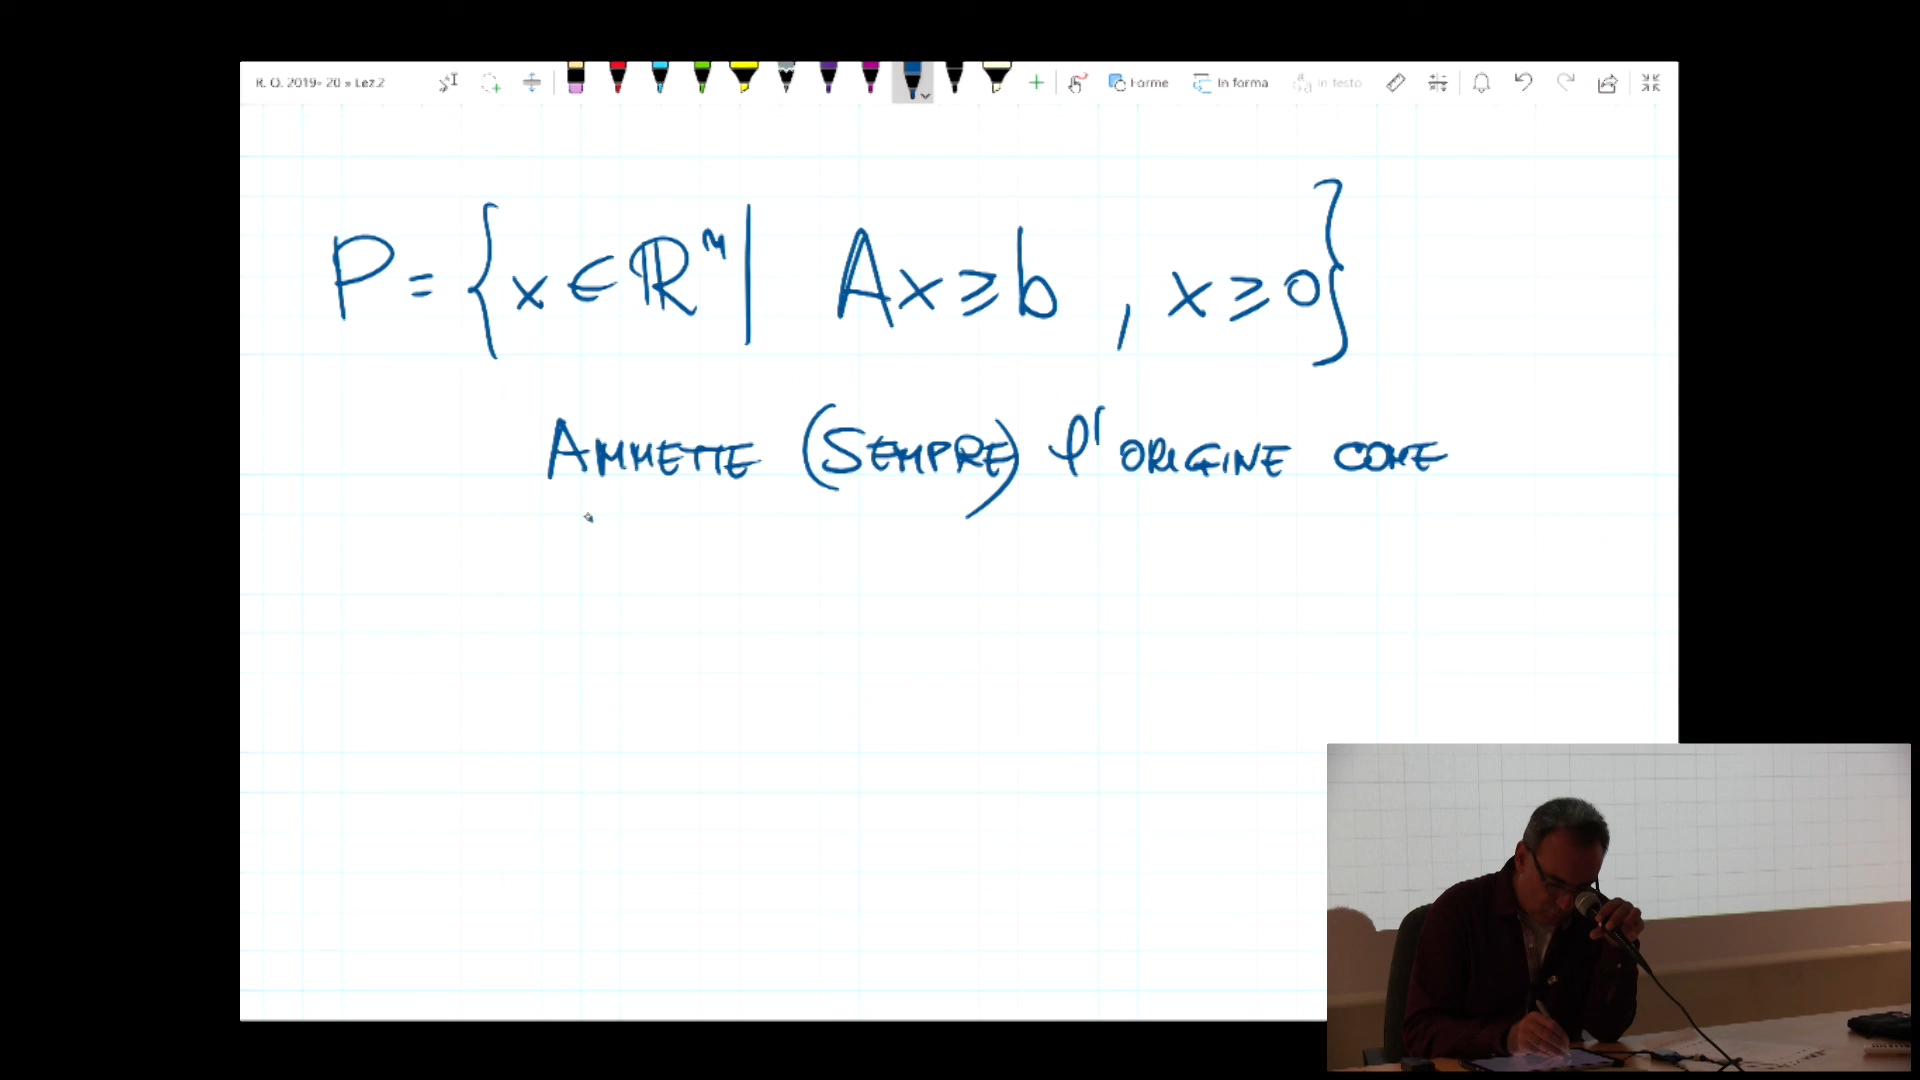 R. O. 2019- 20 » Lez.2
Forme
In forma
In testo
P = { x ∈ ℝⁿ | Ax ≥ b , x ≥ 0 }
AMMETTE (SEMPRE) l'ORIGINE COME